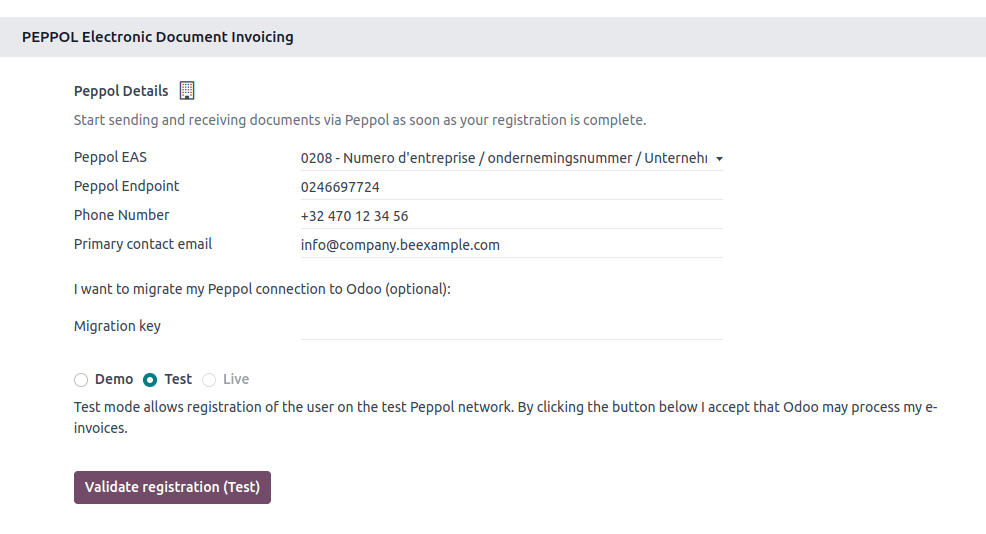 PEPPOL Electronic Document Invoicing
Peppol Details
Start sending and receiving documents via Peppol as soon as your registration is complete.
Peppol EAS 0208 - Numero d'entreprise / ondernemingsnummer / Unternehr
Peppol Endpoint 0246697724
Phone Number +32 470 12 34 56
Primary contact email info@company.beexample.com
I want to migrate my Peppol connection to Odoo (optional):
Migration key
Demo Test Live
Test mode allows registration of the user on the test Peppol network. By clicking the button below I accept that Odoo may process my e-
invoices.
Validate registration (Test)